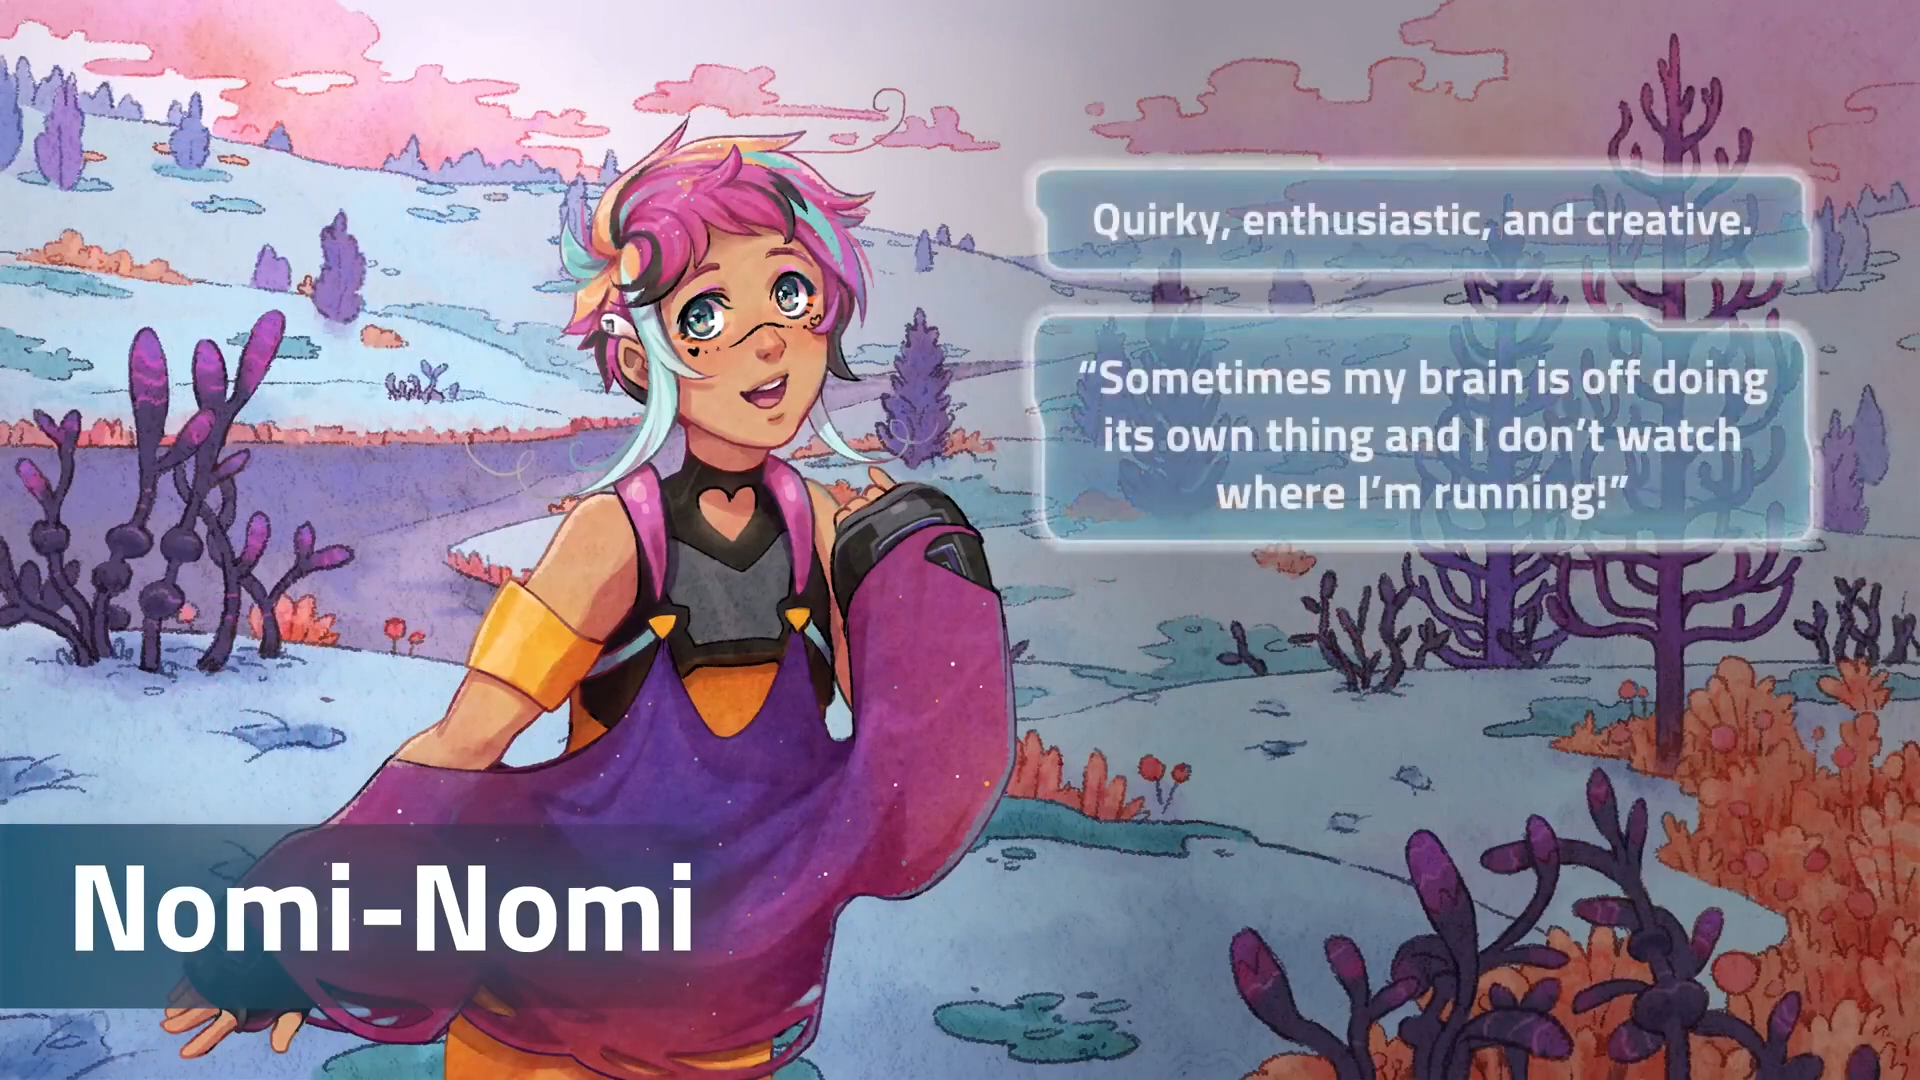 Quirky, enthusiastic, and creative.
“Sometimes my brain is off doing
its own thing and I don’t watch
where I’m running!”
Nomi-Nomi